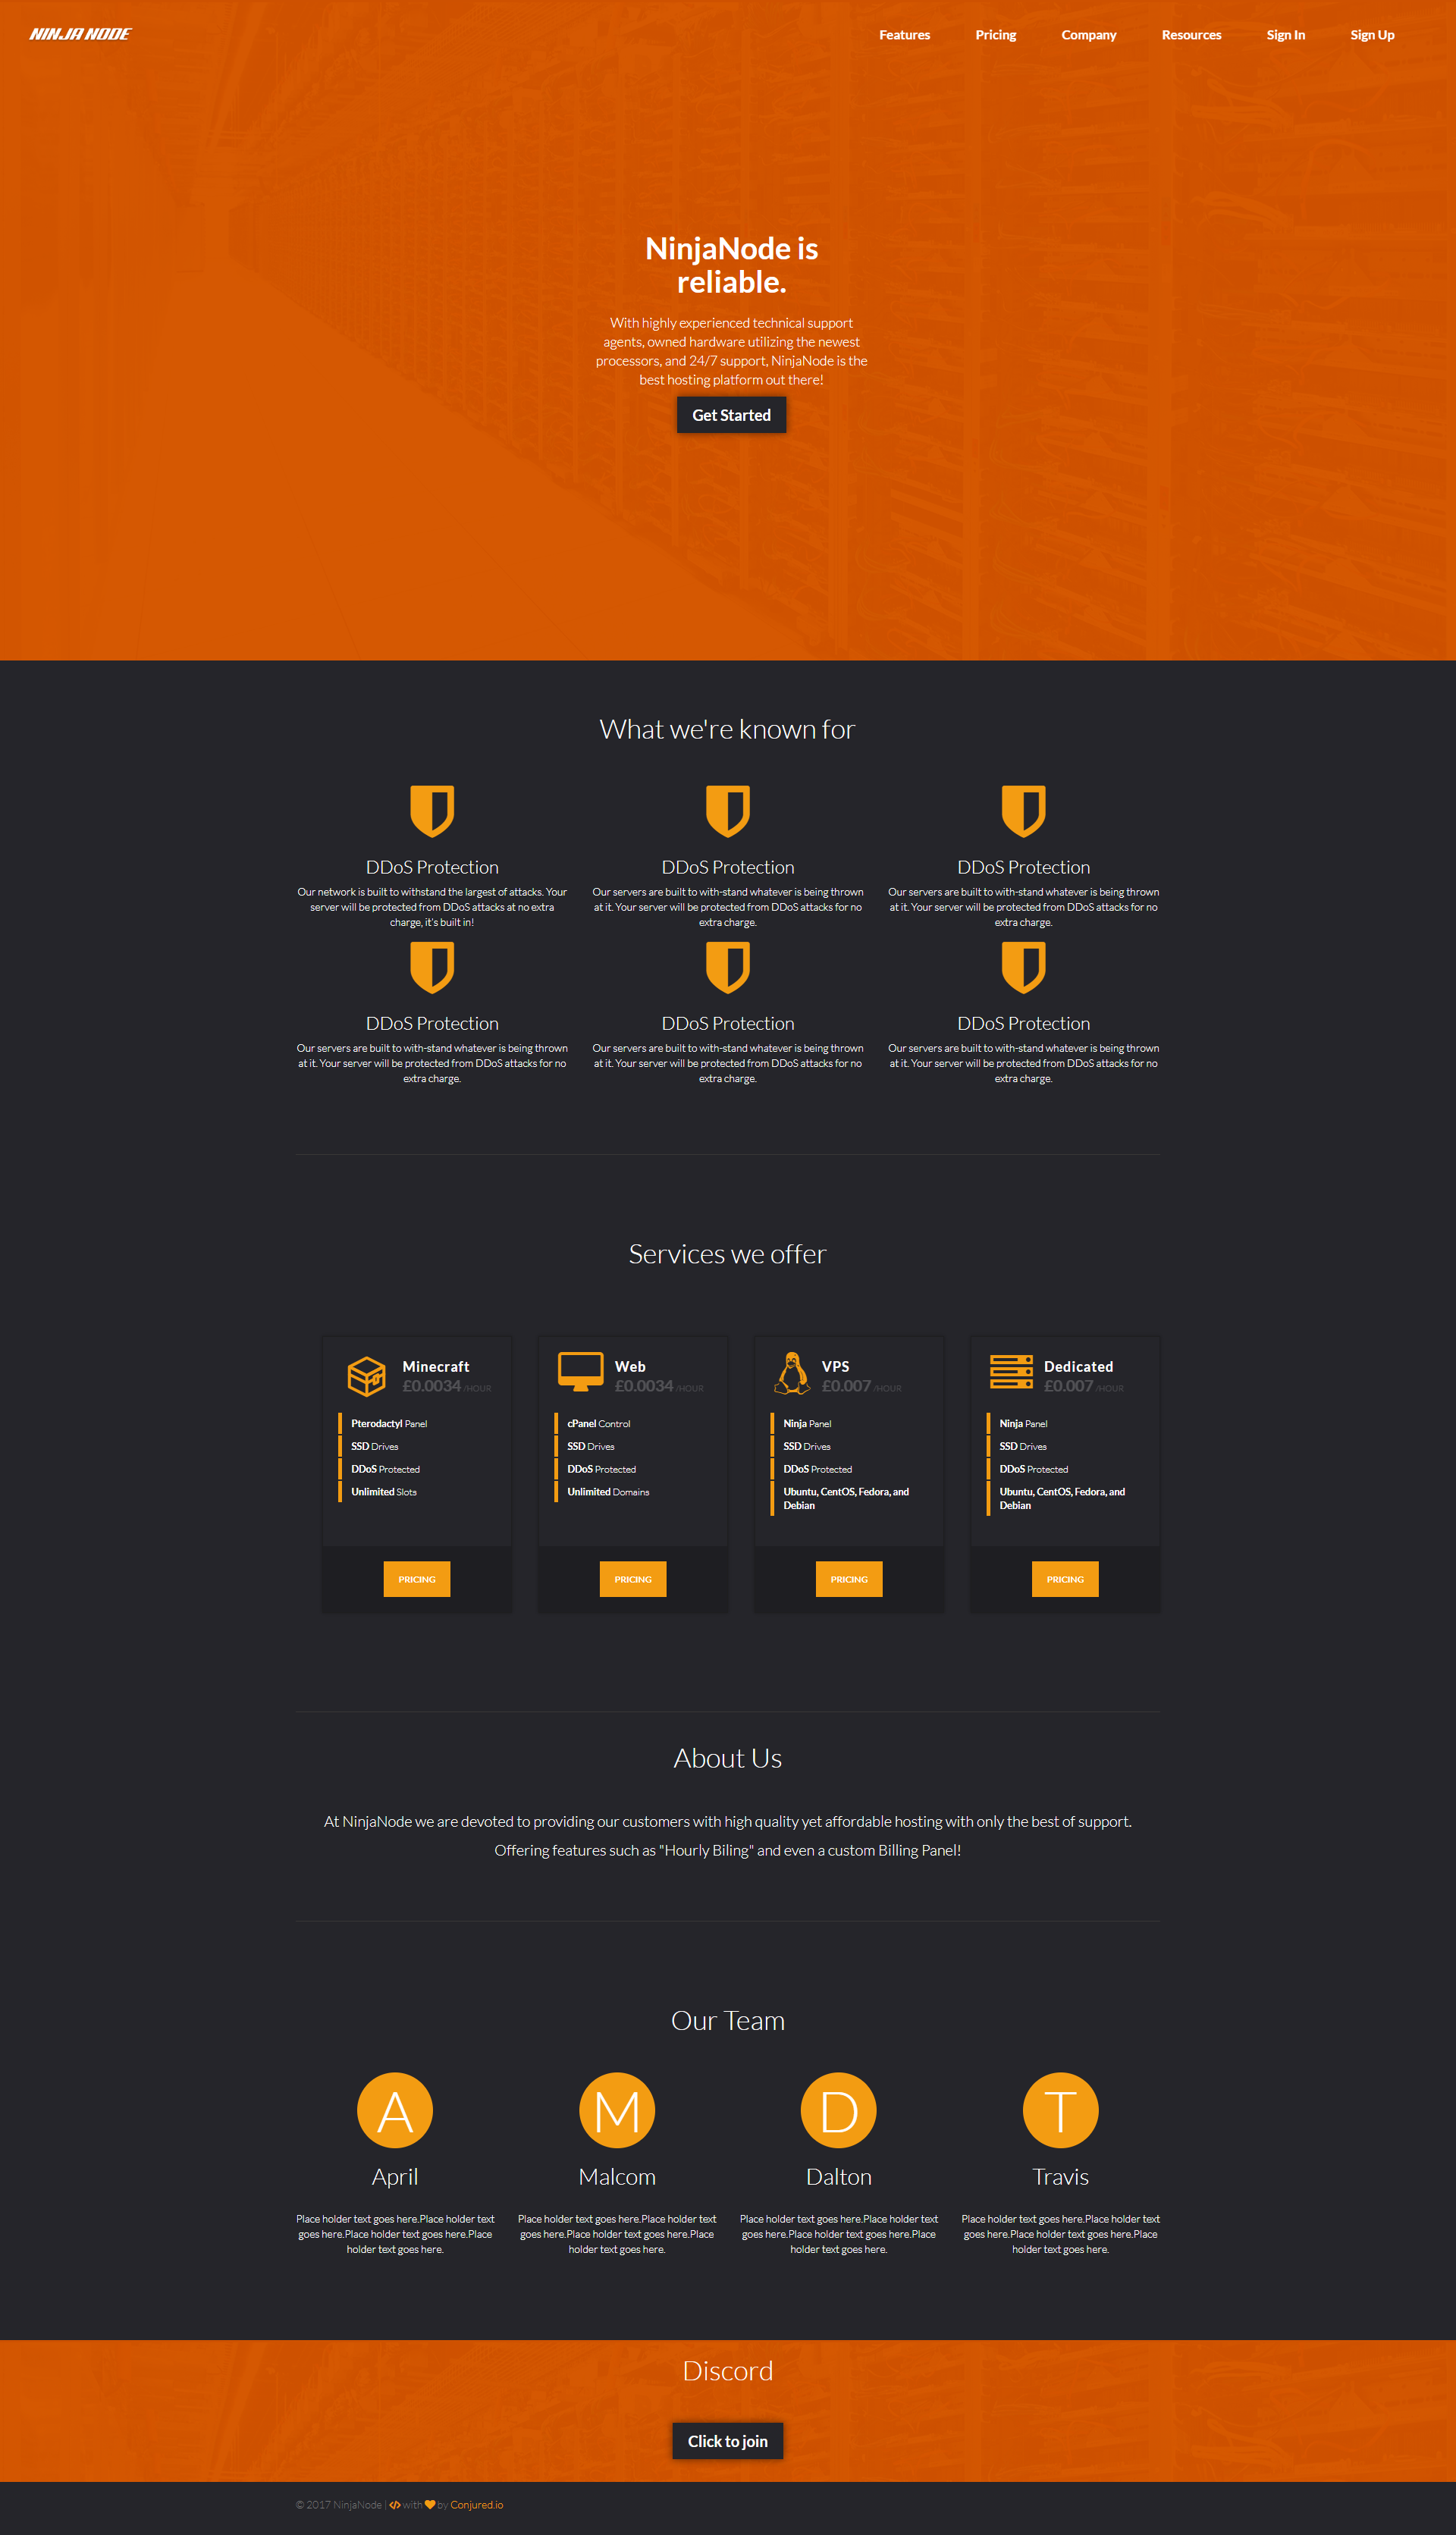 NINJA NODE
Features Pricing Company Resources Sign In Sign Up
NinjaNode is
reliable.
With highly experienced technical support
agents, owned hardware utilizing the newest
processors, and 24/7 support, NinjaNode is the
best hosting platform out there!
Get Started
What we're known for
DDoS Protection
Our network is built to withstand the largest of attacks. Your
server will be protected from DDoS attacks at no extra
charge, it's built in!
DDoS Protection
Our servers are built to with-stand whatever is being thrown
at it. Your server will be protected from DDoS attacks for no
extra charge.
DDoS Protection
Our servers are built to with-stand whatever is being thrown
at it. Your server will be protected from DDoS attacks for no
extra charge.
DDoS Protection
Our servers are built to with-stand whatever is being thrown
at it. Your server will be protected from DDoS attacks for no
extra charge.
DDoS Protection
Our servers are built to with-stand whatever is being thrown
at it. Your server will be protected from DDoS attacks for no
extra charge.
DDoS Protection
Our servers are built to with-stand whatever is being thrown
at it. Your server will be protected from DDoS attacks for no
extra charge.
Services we offer
Minecraft
£0.0034 /HOUR
Pterodactyl Panel
SSD Drives
DDoS Protected
Unlimited Slots
PRICING
Web
£0.0034 /HOUR
cPanel Control
SSD Drives
DDoS Protected
Unlimited Domains
PRICING
VPS
£0.007 /HOUR
Ninja Panel
SSD Drives
DDoS Protected
Ubuntu, CentOS, Fedora, and
Debian
PRICING
Dedicated
£0.007 /HOUR
Ninja Panel
SSD Drives
DDoS Protected
Ubuntu, CentOS, Fedora, and
Debian
PRICING
About Us
At NinjaNode we are devoted to providing our customers with high quality yet affordable hosting with only the best of support.
Offering features such as "Hourly Biling" and even a custom Billing Panel!
Our Team
A
April
Place holder text goes here.Place holder text
goes here.Place holder text goes here.Place
holder text goes here.
M
Malcom
Place holder text goes here.Place holder text
goes here.Place holder text goes here.Place
holder text goes here.
D
Dalton
Place holder text goes here.Place holder text
goes here.Place holder text goes here.Place
holder text goes here.
T
Travis
Place holder text goes here.Place holder text
goes here.Place holder text goes here.Place
holder text goes here.
Discord
Click to join
© 2017 NinjaNode | </> with by Conjured.io